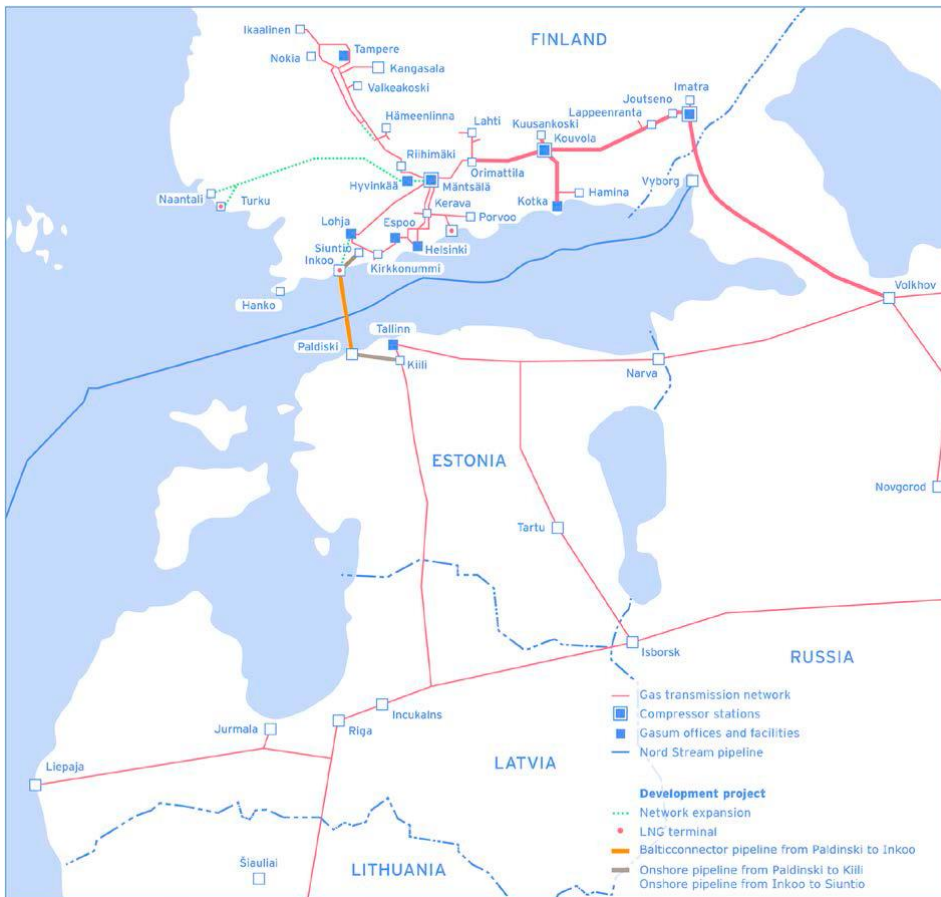 Ikaalinen
FINLAND
Tampere
Nokia
Kangasala
Valkeakoski
Imatra
Joutseno
Lappeenranta
Hämeenlinna
Lahti
Kuusankoski
Kouvola
Riihimäki
Orimattila
Hyvinkää
Mäntsälä
Vyborg
Naantali
Turku
Kerava
Hamina
Kotka
Porvoo
Lohja
Espoo
Siuntio
Helsinki
Inkoo
Kirkkonummi
Hanko
Volkhov
Tallinn
Paldiski
Kiili
Narva
ESTONIA
Novgorod
Tartu
Isborsk
RUSSIA
Incukalns
Jurmala
Riga
Liepaja
LATVIA
Šiauliai
LITHUANIA
Gas transmission network
Compressor stations
Gasum offices and facilities
Nord Stream pipeline
Development project
Network expansion
LNG terminal
Balticconnector pipeline from Paldinski to Inkoo
Onshore pipeline from Paldinski to Kiili
Onshore pipeline from Inkoo to Siuntio